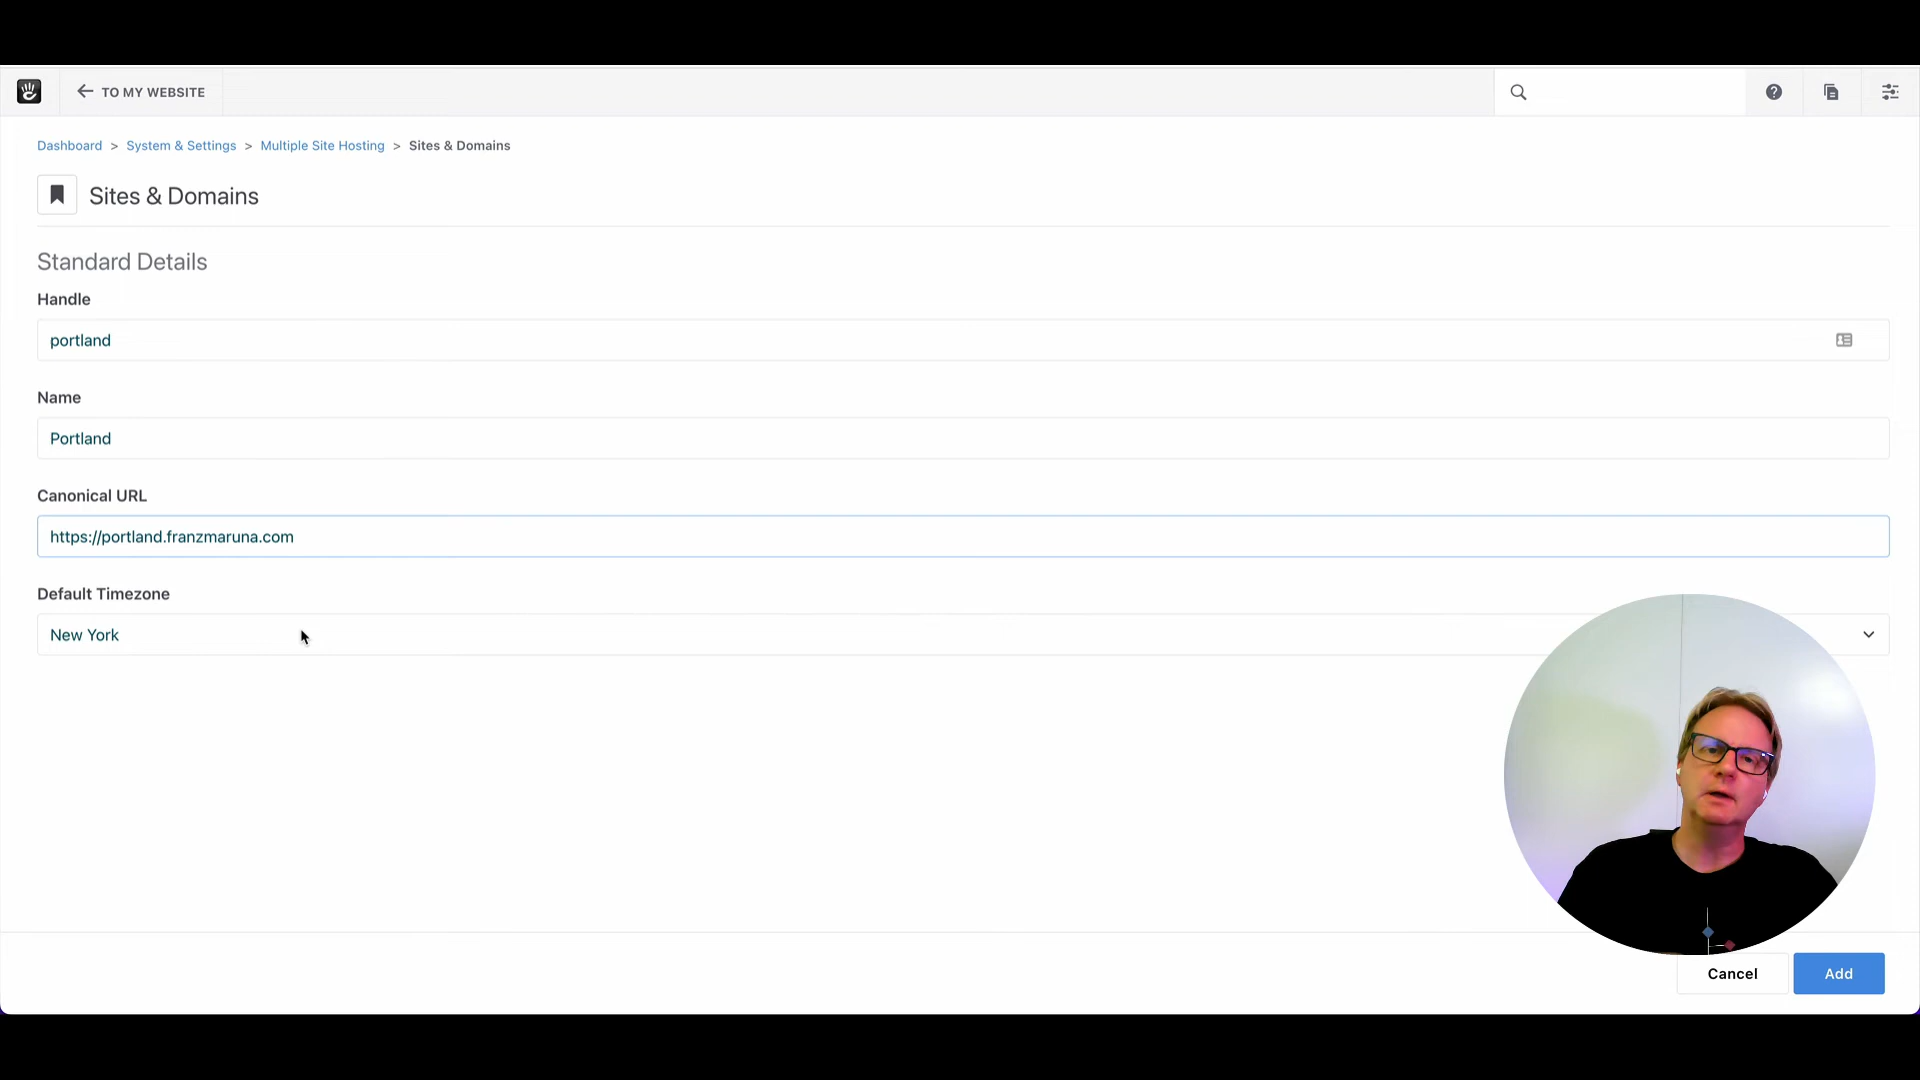 TO MY WEBSITE
Dashboard > System & Settings > Multiple Site Hosting > Sites & Domains
Sites & Domains
Standard Details
Handle
portland
Name
Portland
Canonical URL
https://portland.franzmaruna.com
Default Timezone
New York
Cancel
Add